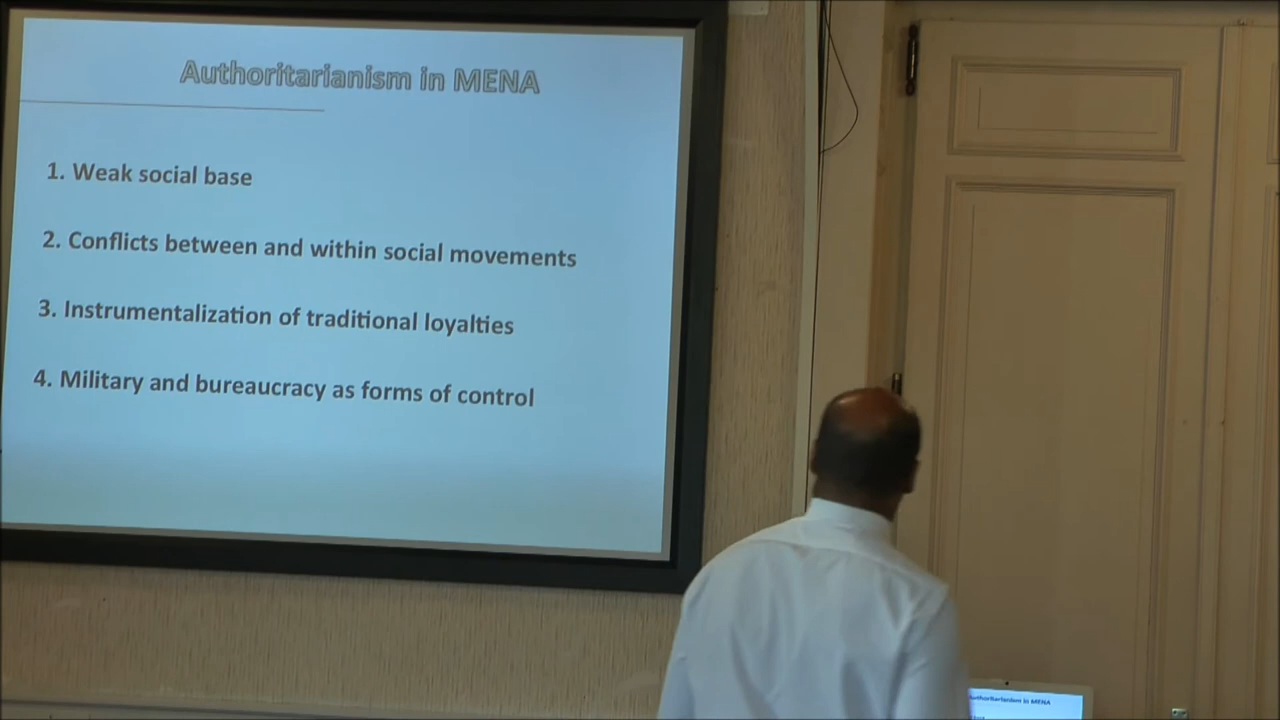 Authoritarianism in MENA
1. Weak social base
2. Conflicts between and within social movements
3. Instrumentalization of traditional loyalties
4. Military and bureaucracy as forms of control
Authoritarianism in MENA